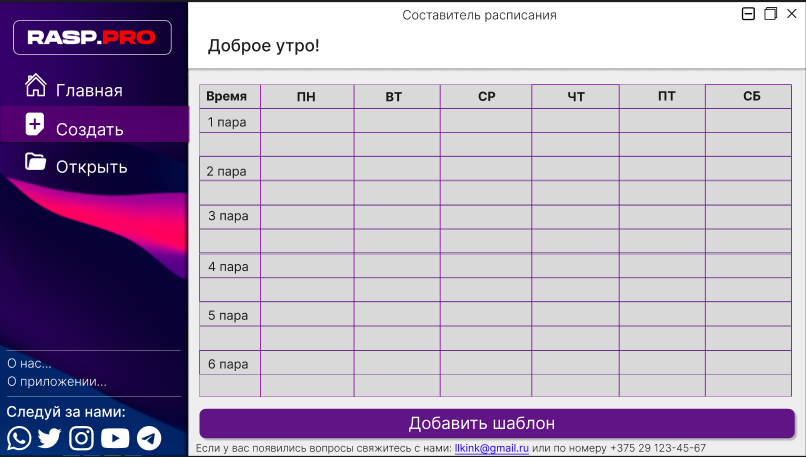 Составитель расписания
RASP.PRO
Доброе утро!
Главная
Создать
Открыть
Время ПН ВТ СР ЧТ ПТ СБ
1 пара
2 пара
3 пара
4 пара
5 пара
6 пара
О нас...
О приложении...
Следуй за нами:
Добавить шаблон
Если у вас появились вопросы свяжитесь с нами: llkink@gmail.ru или по номеру +375 29 123-45-67